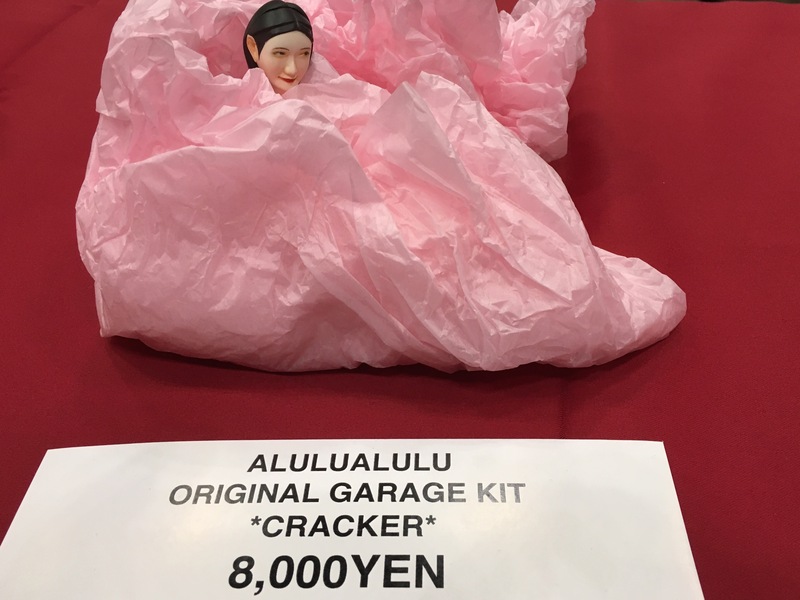 ALULUALULU
ORIGINAL GARAGE KIT
*CRACKER*
8,000YEN